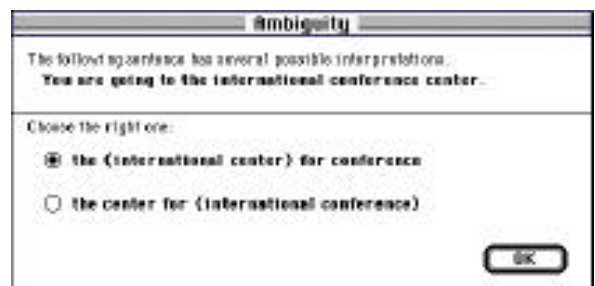 Ambiguity
The following sentence has several possible interpretations.
You are going to the international conference center.
Choose the right one:
the (international center) for conference
the center for (international conference)
OK